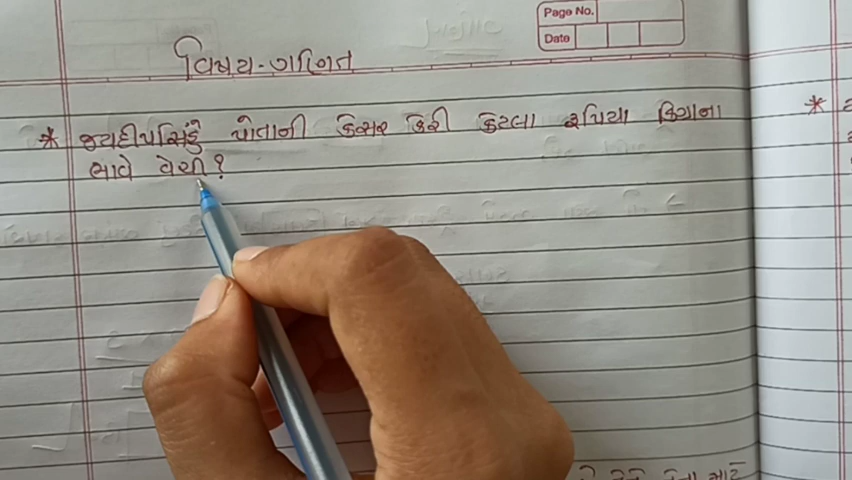 Page No.
Date
વિષય - ગણિત
* જયદીપસિંહે પોતાની કેસર કેરી કેટલા રૂપિયા કિલોના
ભાવે વેચી?
*